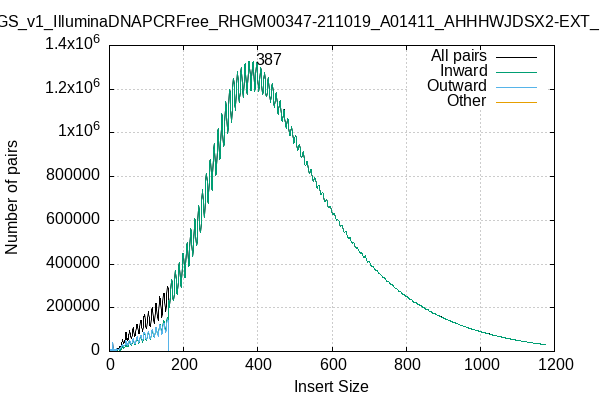 GS_v1_IlluminaDNAPCRFree_RHGM00347-211019_A01411_AHHHWJDSX2-EXT_
1.4x10^6
1.2x10^6
1x10^6
800000
600000
400000
200000
0
Number of pairs
387
All pairs
Inward
Outward
Other
0 200 400 600 800 1000 1200
Insert Size